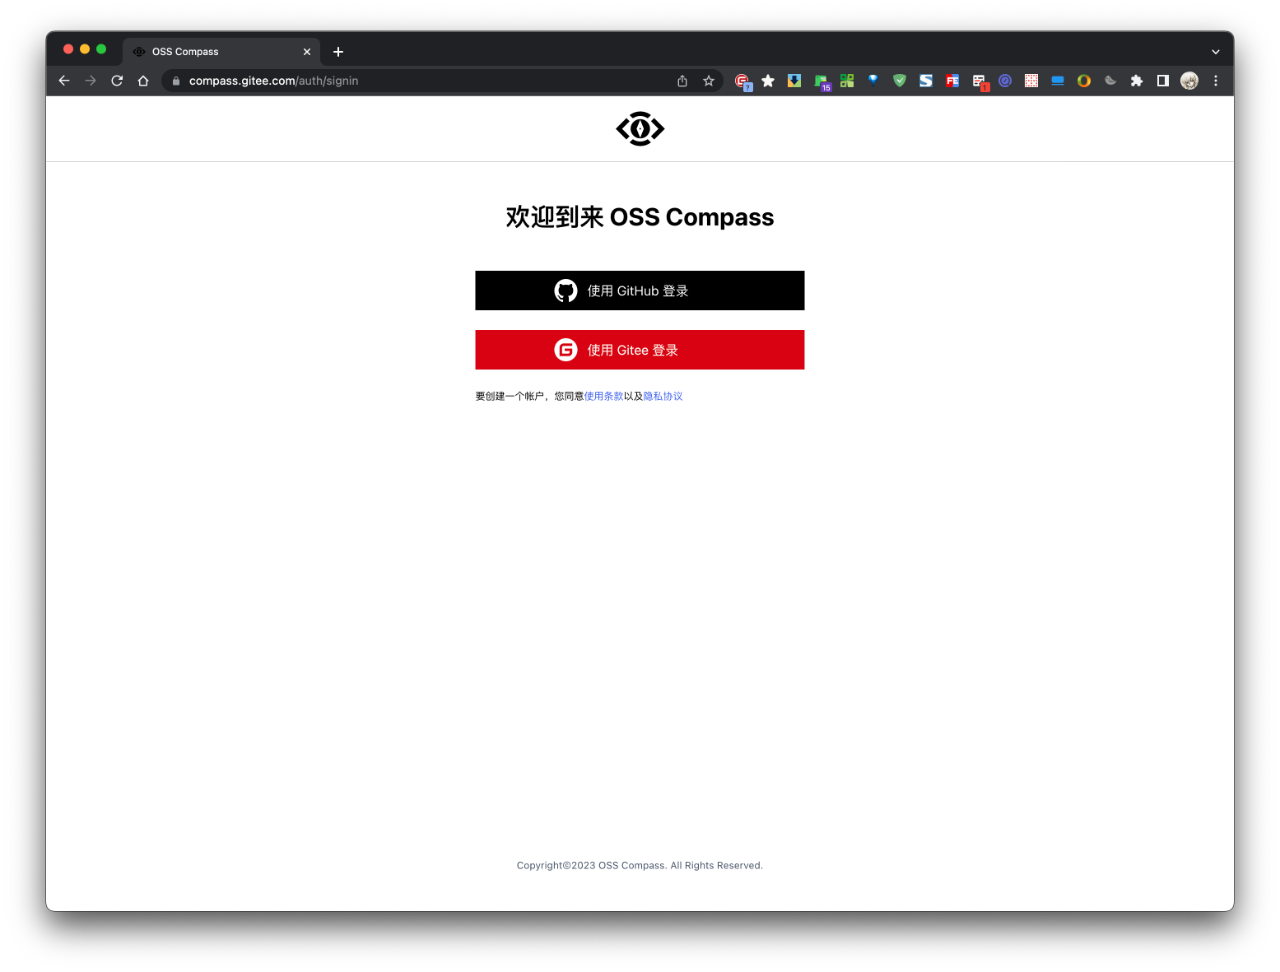 OSS Compass
compass.gitee.com/auth/signin
欢迎到来 OSS Compass
使用 GitHub 登录
使用 Gitee 登录
要创建一个帐户，您同意使用条款以及隐私协议
Copyright©2023 OSS Compass. All Rights Reserved.